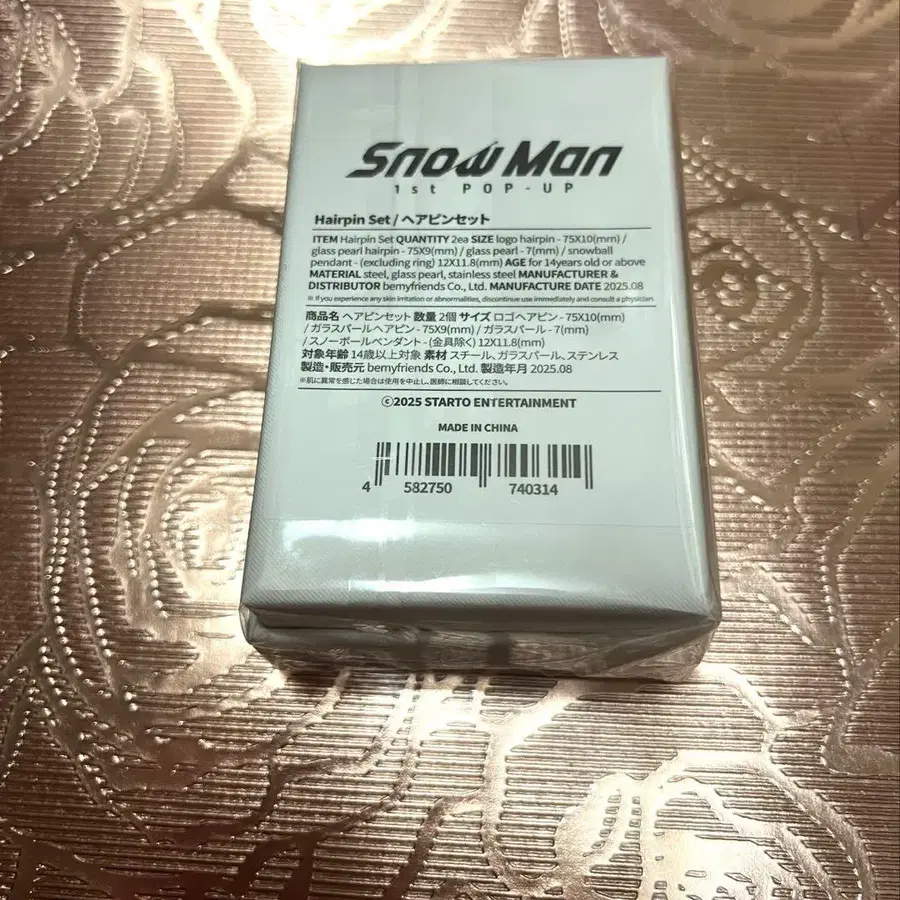 Snow Man
1st POP-UP
Hairpin Set / ヘアピンセット
ITEM Hairpin Set QUANTITY 2ea SIZE logo hairpin - 75X10(mm) /
glass pearl hairpin - 75X9(mm) / glass pearl - 7(mm) / snowball
pendant - (excluding ring) 12X11.8(mm) AGE for 14years old or above
MATERIAL steel, glass pearl, stainless steel MANUFACTURER &
DISTRIBUTOR bemyfriends Co., Ltd. MANUFACTURE DATE 2025.08
※ If you experience any skin irritation or abnormalities, discontinue use immediately and consult a physician.
商品名 ヘアピンセット 数量 2個 サイズ ロゴヘアピン - 75X10(mm)
/ ガラスパールヘアピン - 75X9(mm) / ガラスパール - 7(mm)
/ スノーボールペンダント - (金具除く) 12X11.8(mm)
対象年齢 14歳以上対象 素材 スチール、ガラスパール、ステンレス
製造・販売元 bemyfriends Co., Ltd. 製造年月 2025.08
※肌に異常を感じた場合は使用を中止し、医師に相談してください。
©2025 STARTO ENTERTAINMENT
MADE IN CHINA
4 582750 740314